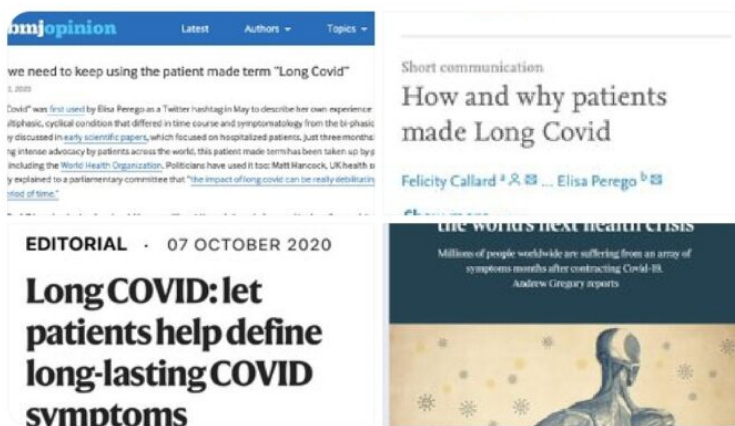 bmjopinion
Latest Authors Topics
we need to keep using the patient made term "Long Covid"
2020
Covid" was first used by Elisa Perego as a Twitter hashtag in May to describe her own experience
multiphasic, cyclical condition that differed in time course and symptomatology from the bi-phasic
discussed in early scientific papers, which focused on hospitalized patients. Just three months
intense advocacy by patients across the world, this patient made term has been taken up by
including the World Health Organization. Politicians have used it too: Matt Hancock, UK health
explained to a parliamentary committee that "the impact of long covid can be really debilitating
period of time."
Short communication
How and why patients
made Long Covid
Felicity Callard a ... Elisa Perego b
Show more
EDITORIAL · 07 OCTOBER 2020
Long COVID: let
patients help define
long-lasting COVID
symptoms
the world's next health crisis
Millions of people worldwide are suffering from an array of
symptoms months after contracting Covid-19.
Andrew Gregory reports